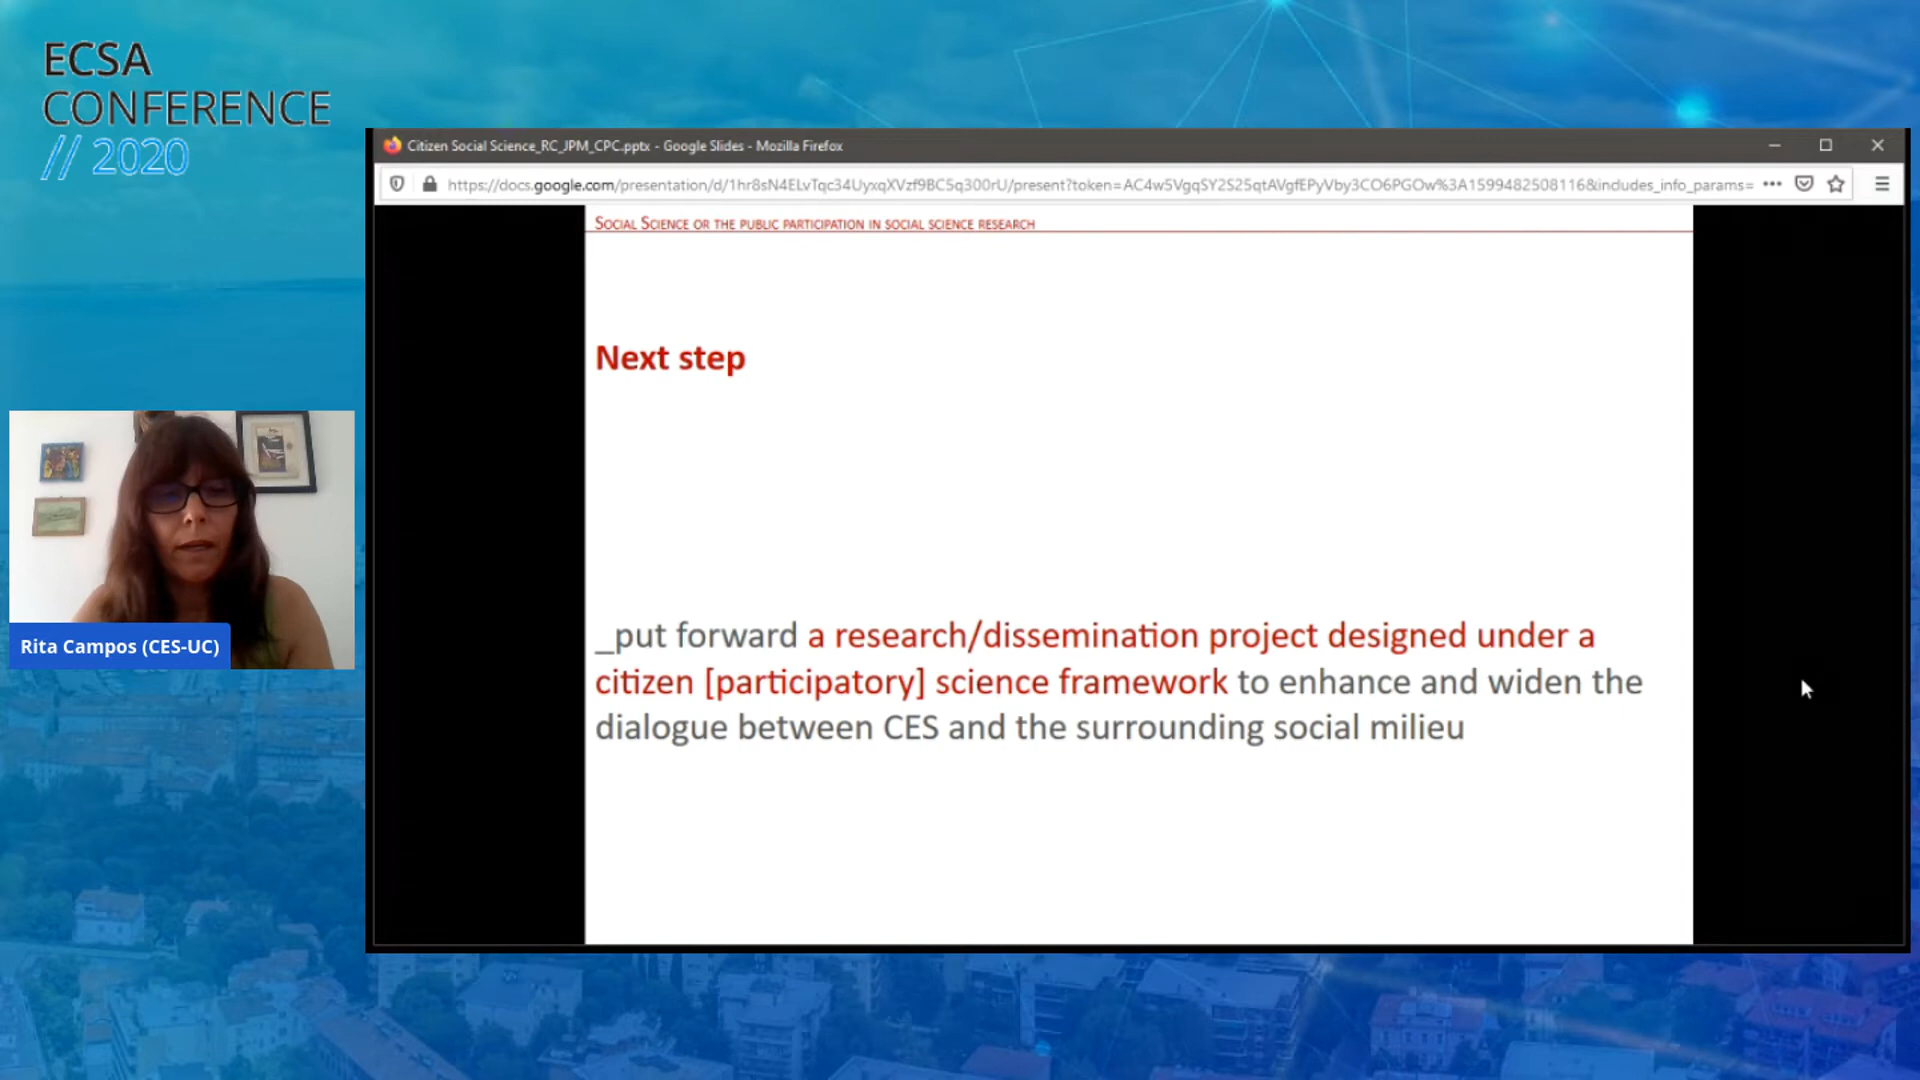 ECSA
CONFERENCE
// 2020
Citizen Social Science_RC_JPM_CPC.pptx - Google Slides - Mozilla Firefox
https://docs.google.com/presentation/d/1hr8sN4ELvTqc34UyxqXVzf9BC5q300rU/present?token=AC4w5VgqSY2S25qtAVgfEPyVby3CO6PGOw%3A1599482508116&includes_info_params=
Social Science or the public participation in social science research
Next step
_put forward a research/dissemination project designed under a
citizen [participatory] science framework to enhance and widen the
dialogue between CES and the surrounding social milieu
Rita Campos (CES-UC)